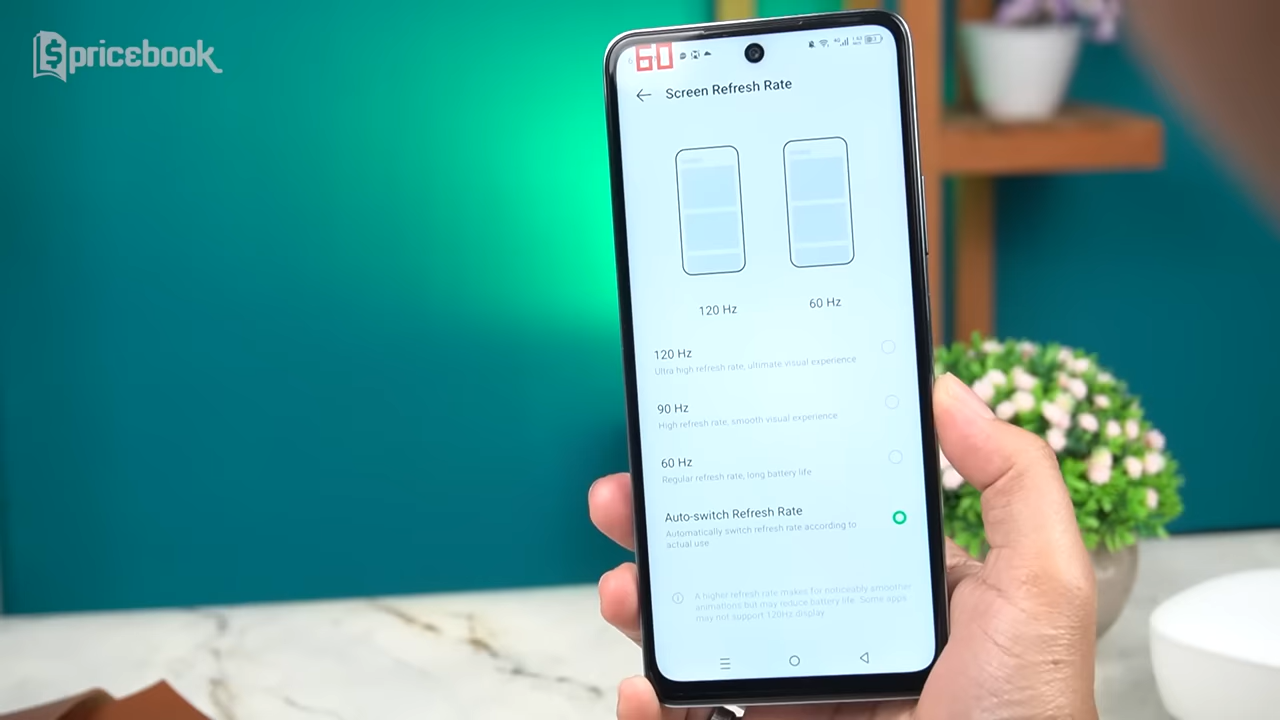 pricebook
60
Screen Refresh Rate
120 Hz
60 Hz
120 Hz
Ultra high refresh rate, ultimate visual experience
90 Hz
High refresh rate, smooth visual experience
60 Hz
Regular refresh rate, long battery life
Auto-switch Refresh Rate
Automatically switch refresh rate according to
actual use
A higher refresh rate makes for noticeably smoother
animations but may reduce battery life. Some apps
may not support 120Hz display